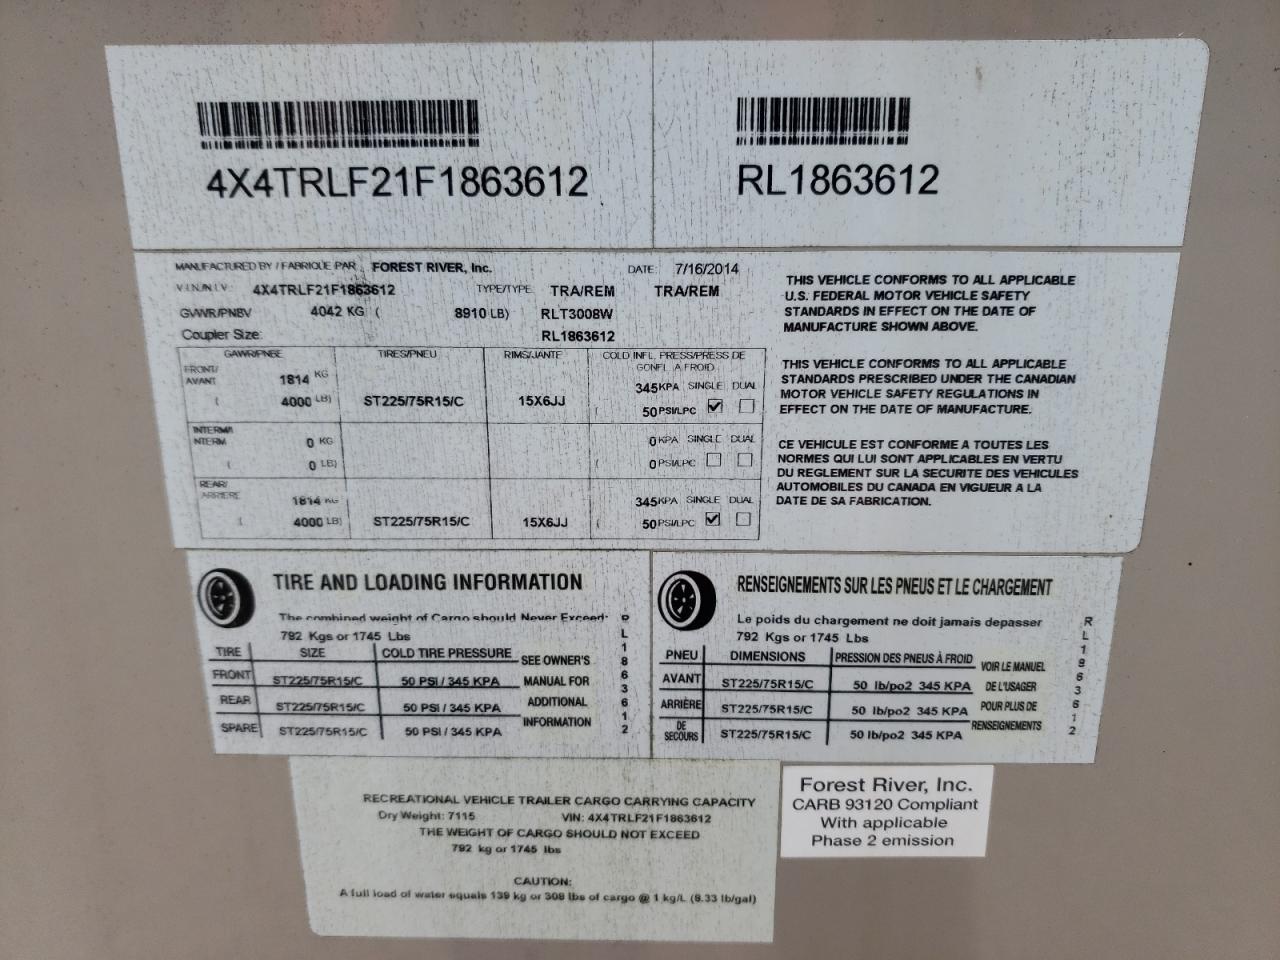 4X4TRLF21F1863612
RL1863612
MANUFACTURED BY / FABRIQUE PAR FOREST RIVER, Inc. DATE: 7/16/2014
V.I.N./N.I.V.: 4X4TRLF21F1863612 TYPE/TYPE TRA/REM TRA/REM
GVWR/PNBV 4042 KG ( 8910 LB) RLT3008W
Coupler Size: RL1863612
GAWR/PNBE TIRES/PNEU RIMS/JANTE COLD INFL. PRESS/PRESS DE
GONFL. A FROID
FRONT/
AVANT 1814 KG 345 KPA SINGLE DUAL
( 4000 LB) ST225/75R15/C 15X6JJ ( 50 PSI/LPC
INTERM/
INTERM 0 KG 0 KPA SINGLE DUAL
( 0 LB) ( 0 PSI/LPC
REAR/
ARRIERE 1814 KG 345 KPA SINGLE DUAL
( 4000 LB) ST225/75R15/C 15X6JJ ( 50 PSI/LPC
THIS VEHICLE CONFORMS TO ALL APPLICABLE
U.S. FEDERAL MOTOR VEHICLE SAFETY
STANDARDS IN EFFECT ON THE DATE OF
MANUFACTURE SHOWN ABOVE.
THIS VEHICLE CONFORMS TO ALL APPLICABLE
STANDARDS PRESCRIBED UNDER THE CANADIAN
MOTOR VEHICLE SAFETY REGULATIONS IN
EFFECT ON THE DATE OF MANUFACTURE.
CE VEHICULE EST CONFORME A TOUTES LES
NORMES QUI LUI SONT APPLICABLES EN VERTU
DU REGLEMENT SUR LA SECURITE DES VEHICULES
AUTOMOBILES DU CANADA EN VIGUEUR A LA
DATE DE SA FABRICATION.
TIRE AND LOADING INFORMATION
The combined weight of Cargo should Never Exceed:
792 Kgs or 1745 Lbs
TIRE SIZE COLD TIRE PRESSURE
FRONT ST225/75R15/C 50 PSI / 345 KPA
REAR ST225/75R15/C 50 PSI / 345 KPA
SPARE ST225/75R15/C 50 PSI / 345 KPA
SEE OWNER'S
MANUAL FOR
ADDITIONAL
INFORMATION
RL1863612
RENSEIGNEMENTS SUR LES PNEUS ET LE CHARGEMENT
Le poids du chargement ne doit jamais depasser
792 Kgs or 1745 Lbs
PNEU DIMENSIONS PRESSION DES PNEUS À FROID
AVANT ST225/75R15/C 50 lb/po2 345 KPA
ARRIÈRE ST225/75R15/C 50 lb/po2 345 KPA
DE
SECOURS ST225/75R15/C 50 lb/po2 345 KPA
VOIR LE MANUEL
DE L'USAGER
POUR PLUS DE
RENSEIGNEMENTS
RL1863612
RECREATIONAL VEHICLE TRAILER CARGO CARRYING CAPACITY
Dry Weight: 7115 VIN: 4X4TRLF21F1863612
THE WEIGHT OF CARGO SHOULD NOT EXCEED
792 kg or 1745 lbs
CAUTION:
A full load of water equals 139 kg or 308 lbs of cargo @ 1 kg/L (8.33 lb/gal)
Forest River, Inc.
CARB 93120 Compliant
With applicable
Phase 2 emission